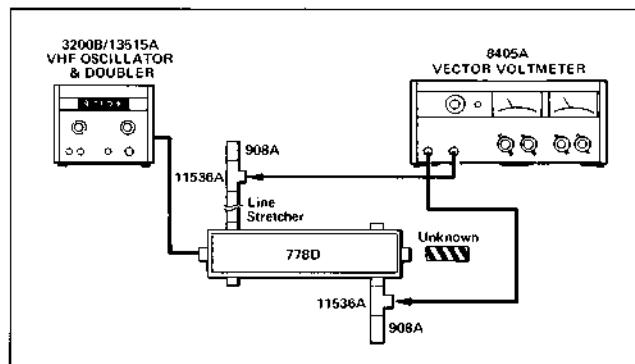 3200B/13515A
VHF OSCILLATOR
& DOUBLER
8405A
VECTOR VOLTMETER
908A
11536A
Line
Stretcher
Unknown
778D
11536A
908A